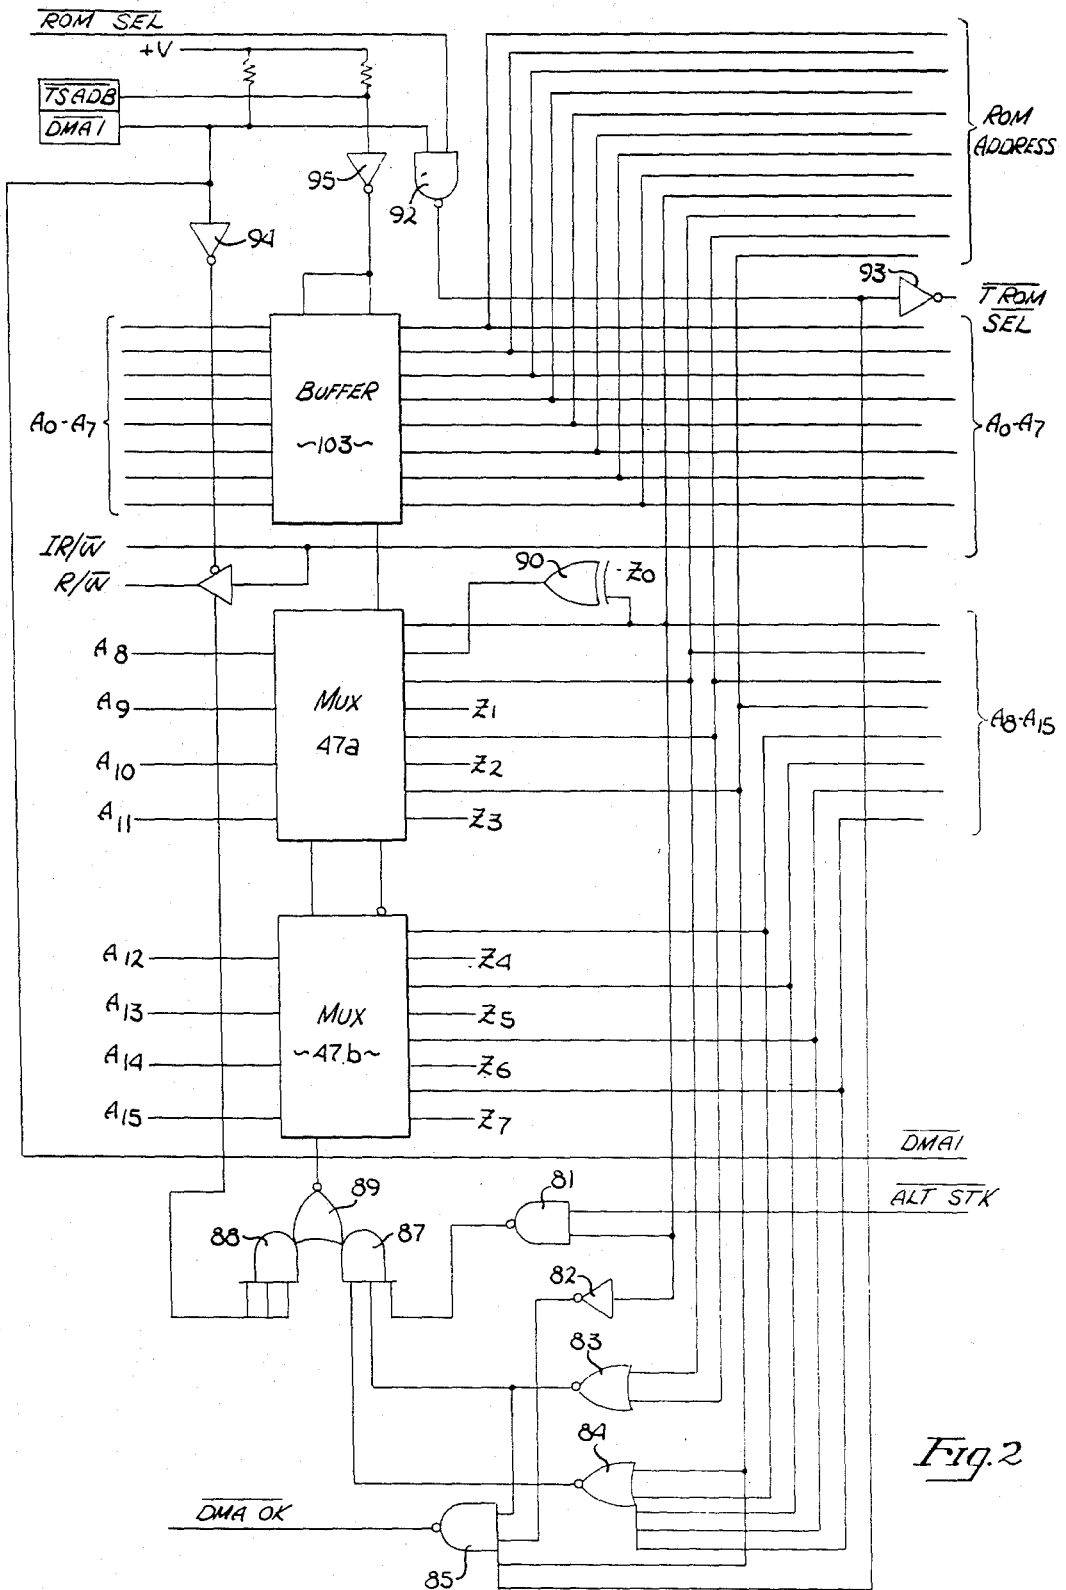 ROM SEL
+V
TSADB
DMA1
95
92
94
ROM
ADDRESS
93
T ROM
SEL
A0-A7
BUFFER
~103~
A0-A7
IR/W̅
R/W̅
90
Z0
A8
A9
A10
A11
MUX
47a
Z1
Z2
Z3
A8-A15
A12
A13
A14
A15
MUX
~47b~
Z4
Z5
Z6
Z7
DMA1
ALT STK
81
89
88
87
82
83
84
DMA OK
85
Fig. 2